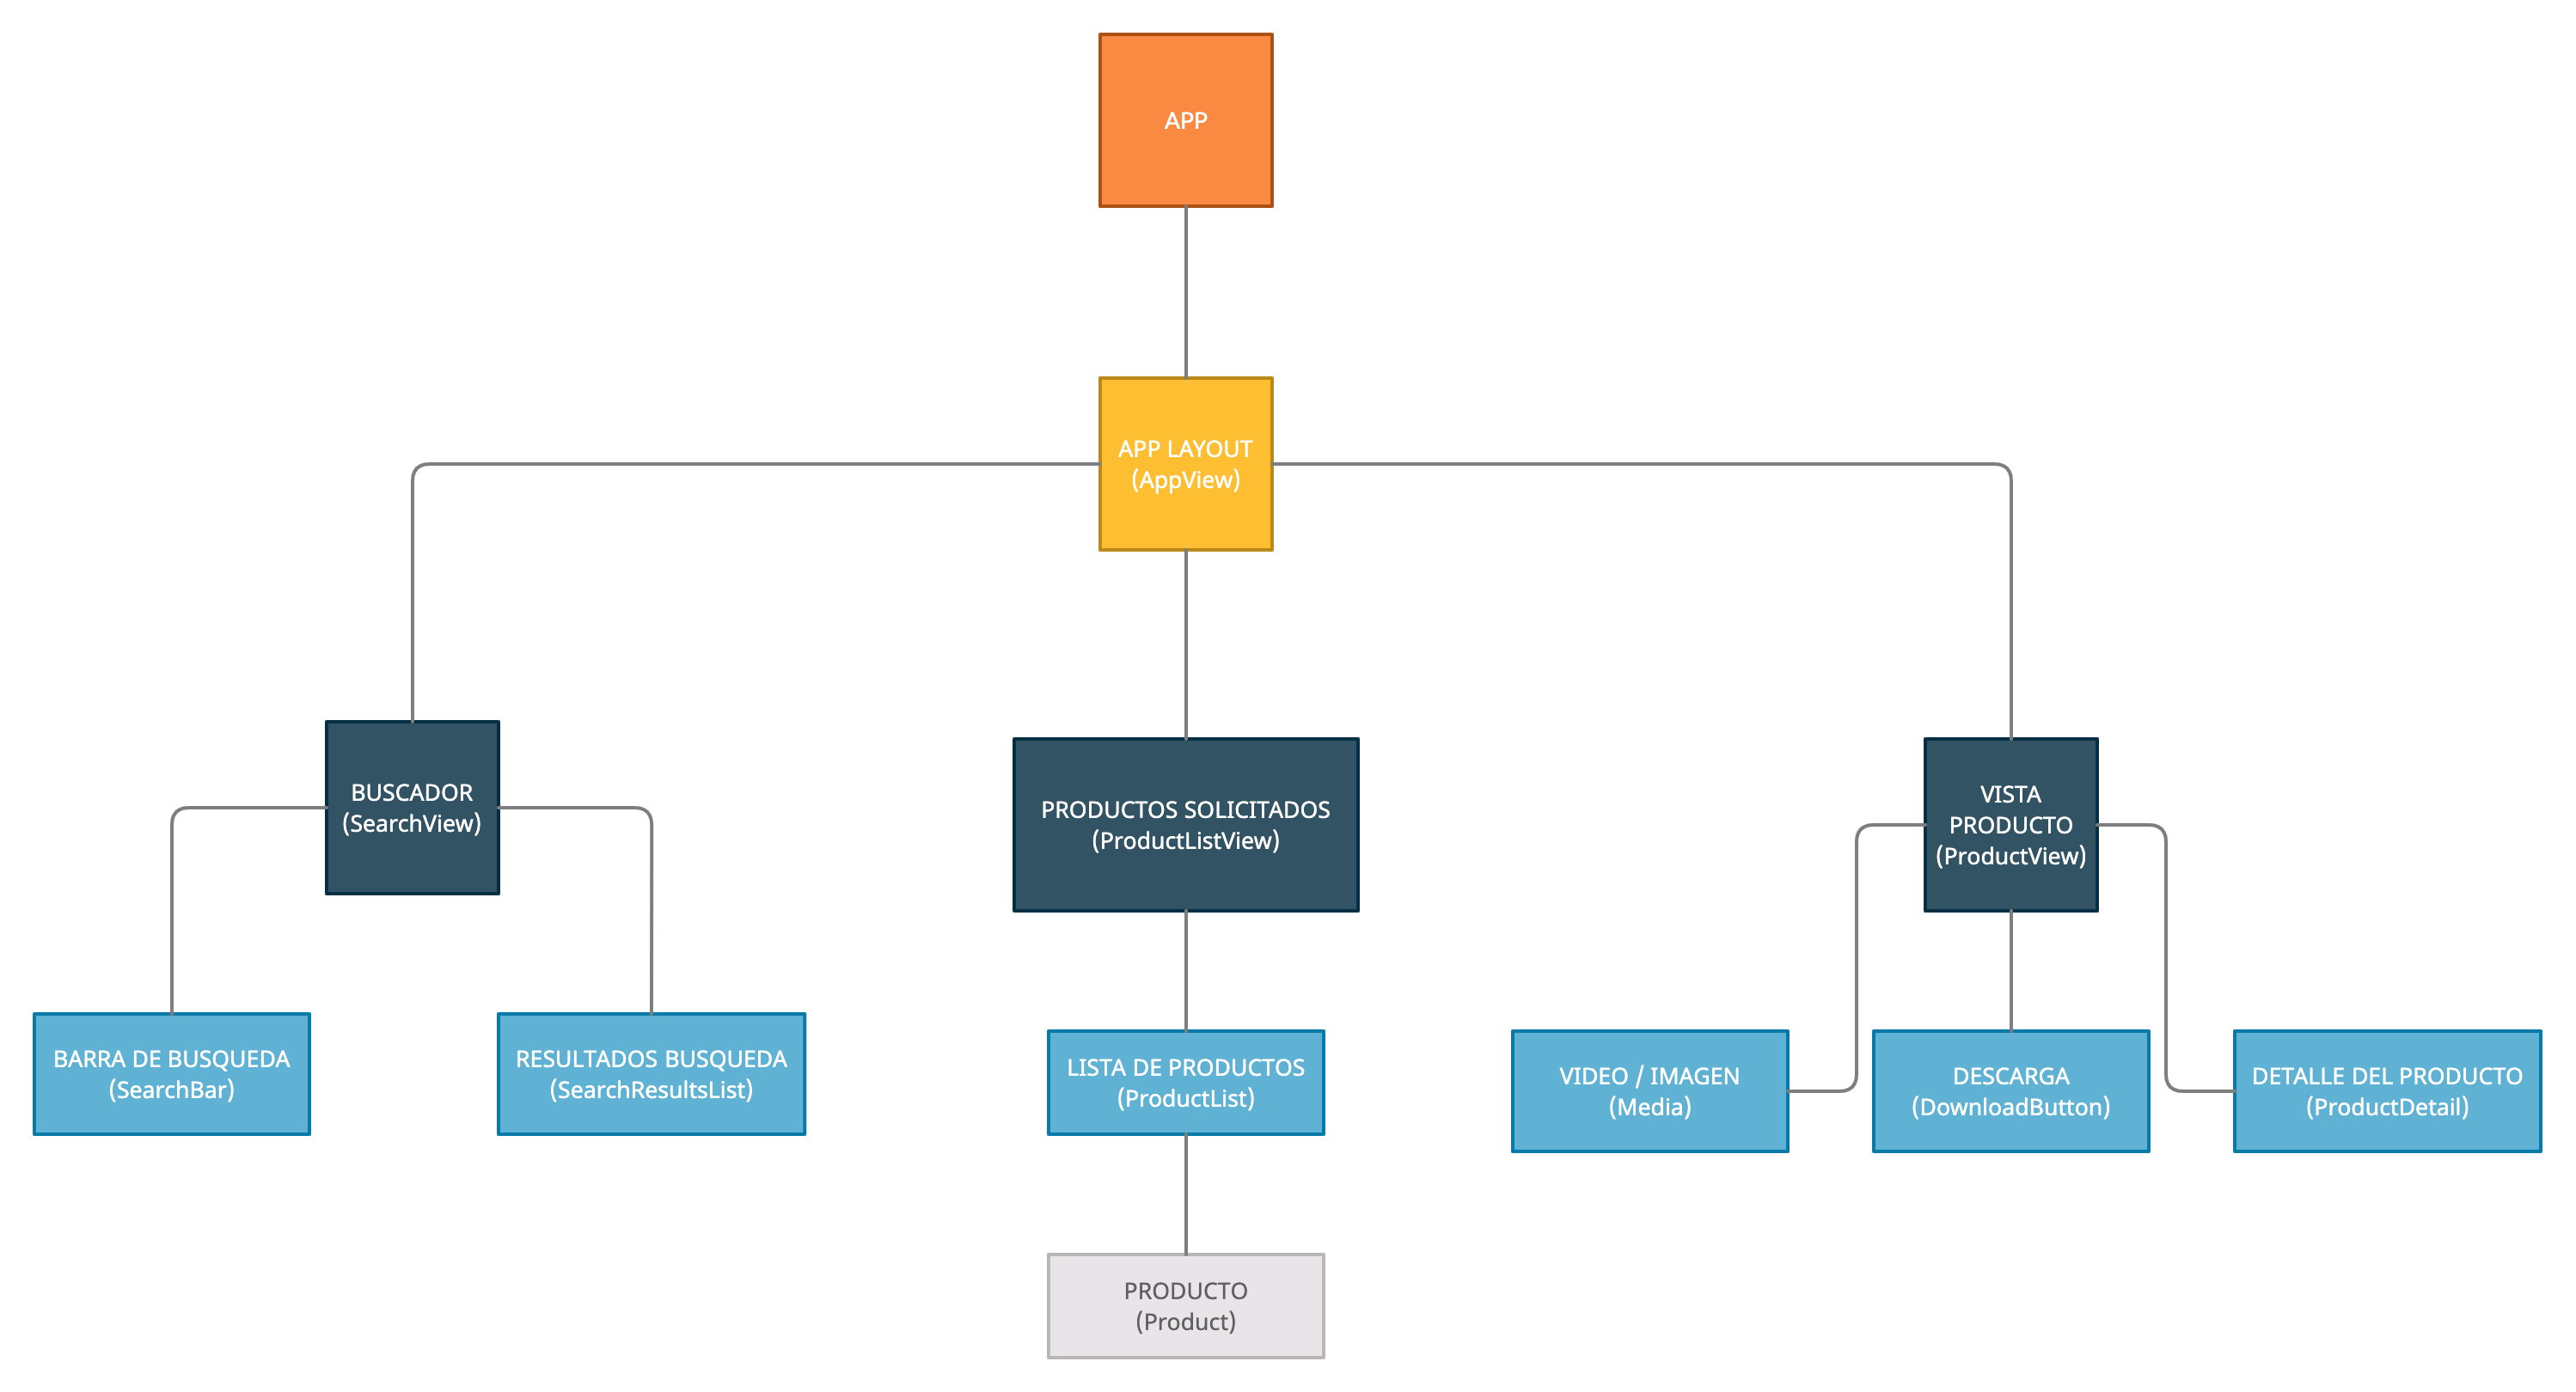 APP
APP LAYOUT
(AppView)
BUSCADOR
(SearchView)
PRODUCTOS SOLICITADOS
(ProductListView)
VISTA
PRODUCTO
(ProductView)
BARRA DE BUSQUEDA
(SearchBar)
RESULTADOS BUSQUEDA
(SearchResultsList)
LISTA DE PRODUCTOS
(ProductList)
VIDEO / IMAGEN
(Media)
DESCARGA
(DownloadButton)
DETALLE DEL PRODUCTO
(ProductDetail)
PRODUCTO
(Product)